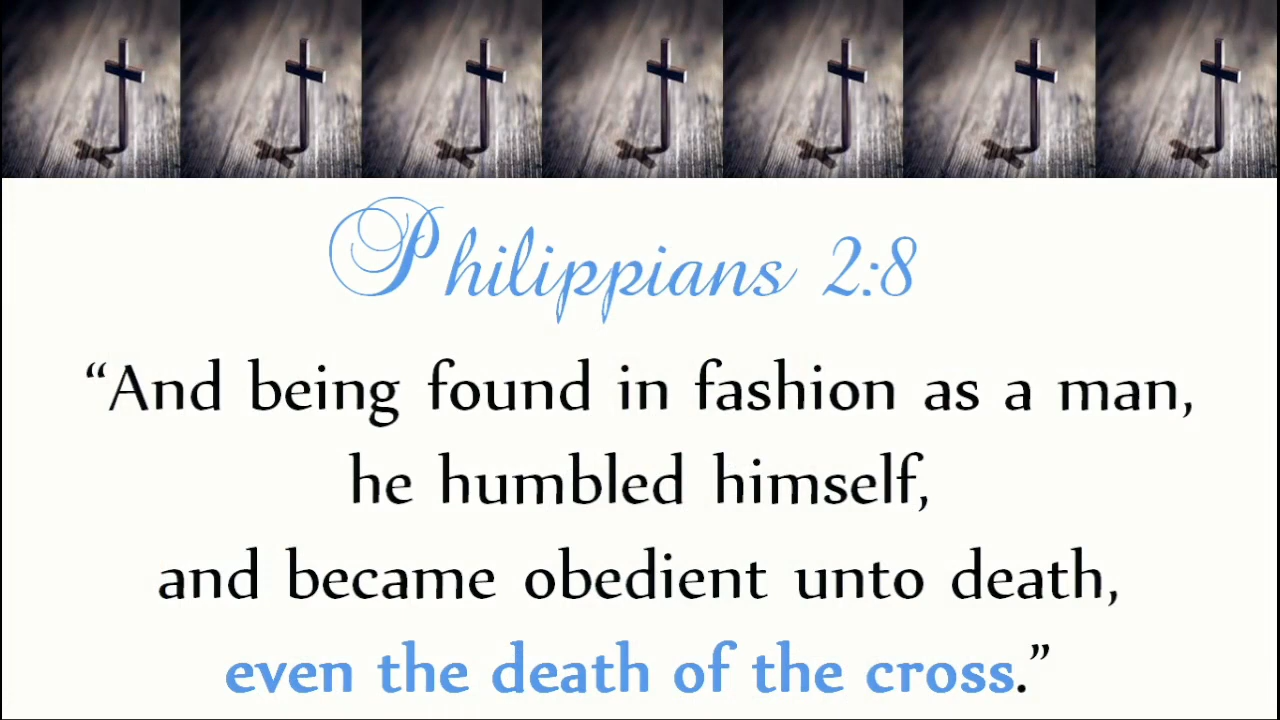 Philippians 2:8
“And being found in fashion as a man,
he humbled himself,
and became obedient unto death,
even the death of the cross.”